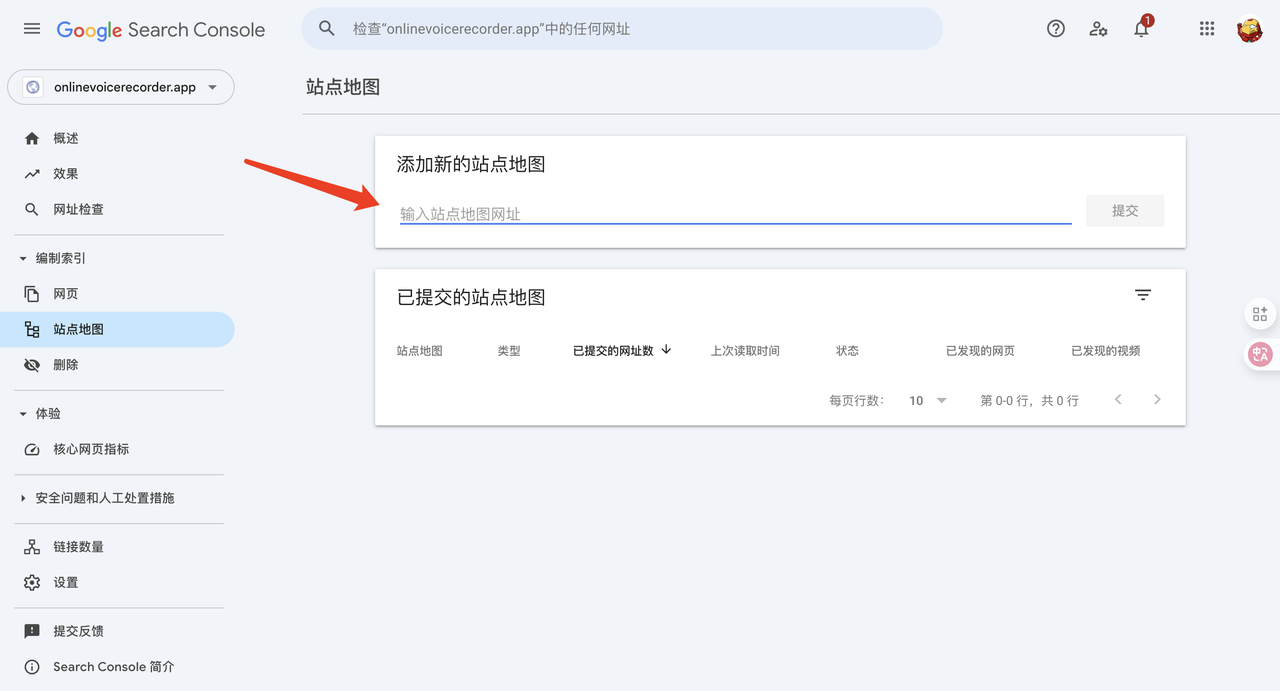 Google Search Console
检查“onlinevoicerecorder.app”中的任何网址
1
onlinevoicerecorder.app
站点地图
概述
效果
网址检查
编制索引
网页
站点地图
删除
体验
核心网页指标
安全问题和人工处置措施
链接数量
设置
提交反馈
Search Console 简介
添加新的站点地图
输入站点地图网址
提交
已提交的站点地图
站点地图 类型 已提交的网址数 上次读取时间 状态 已发现的网页 已发现的视频
每页行数： 10 第 0-0 行，共 0 行
中A